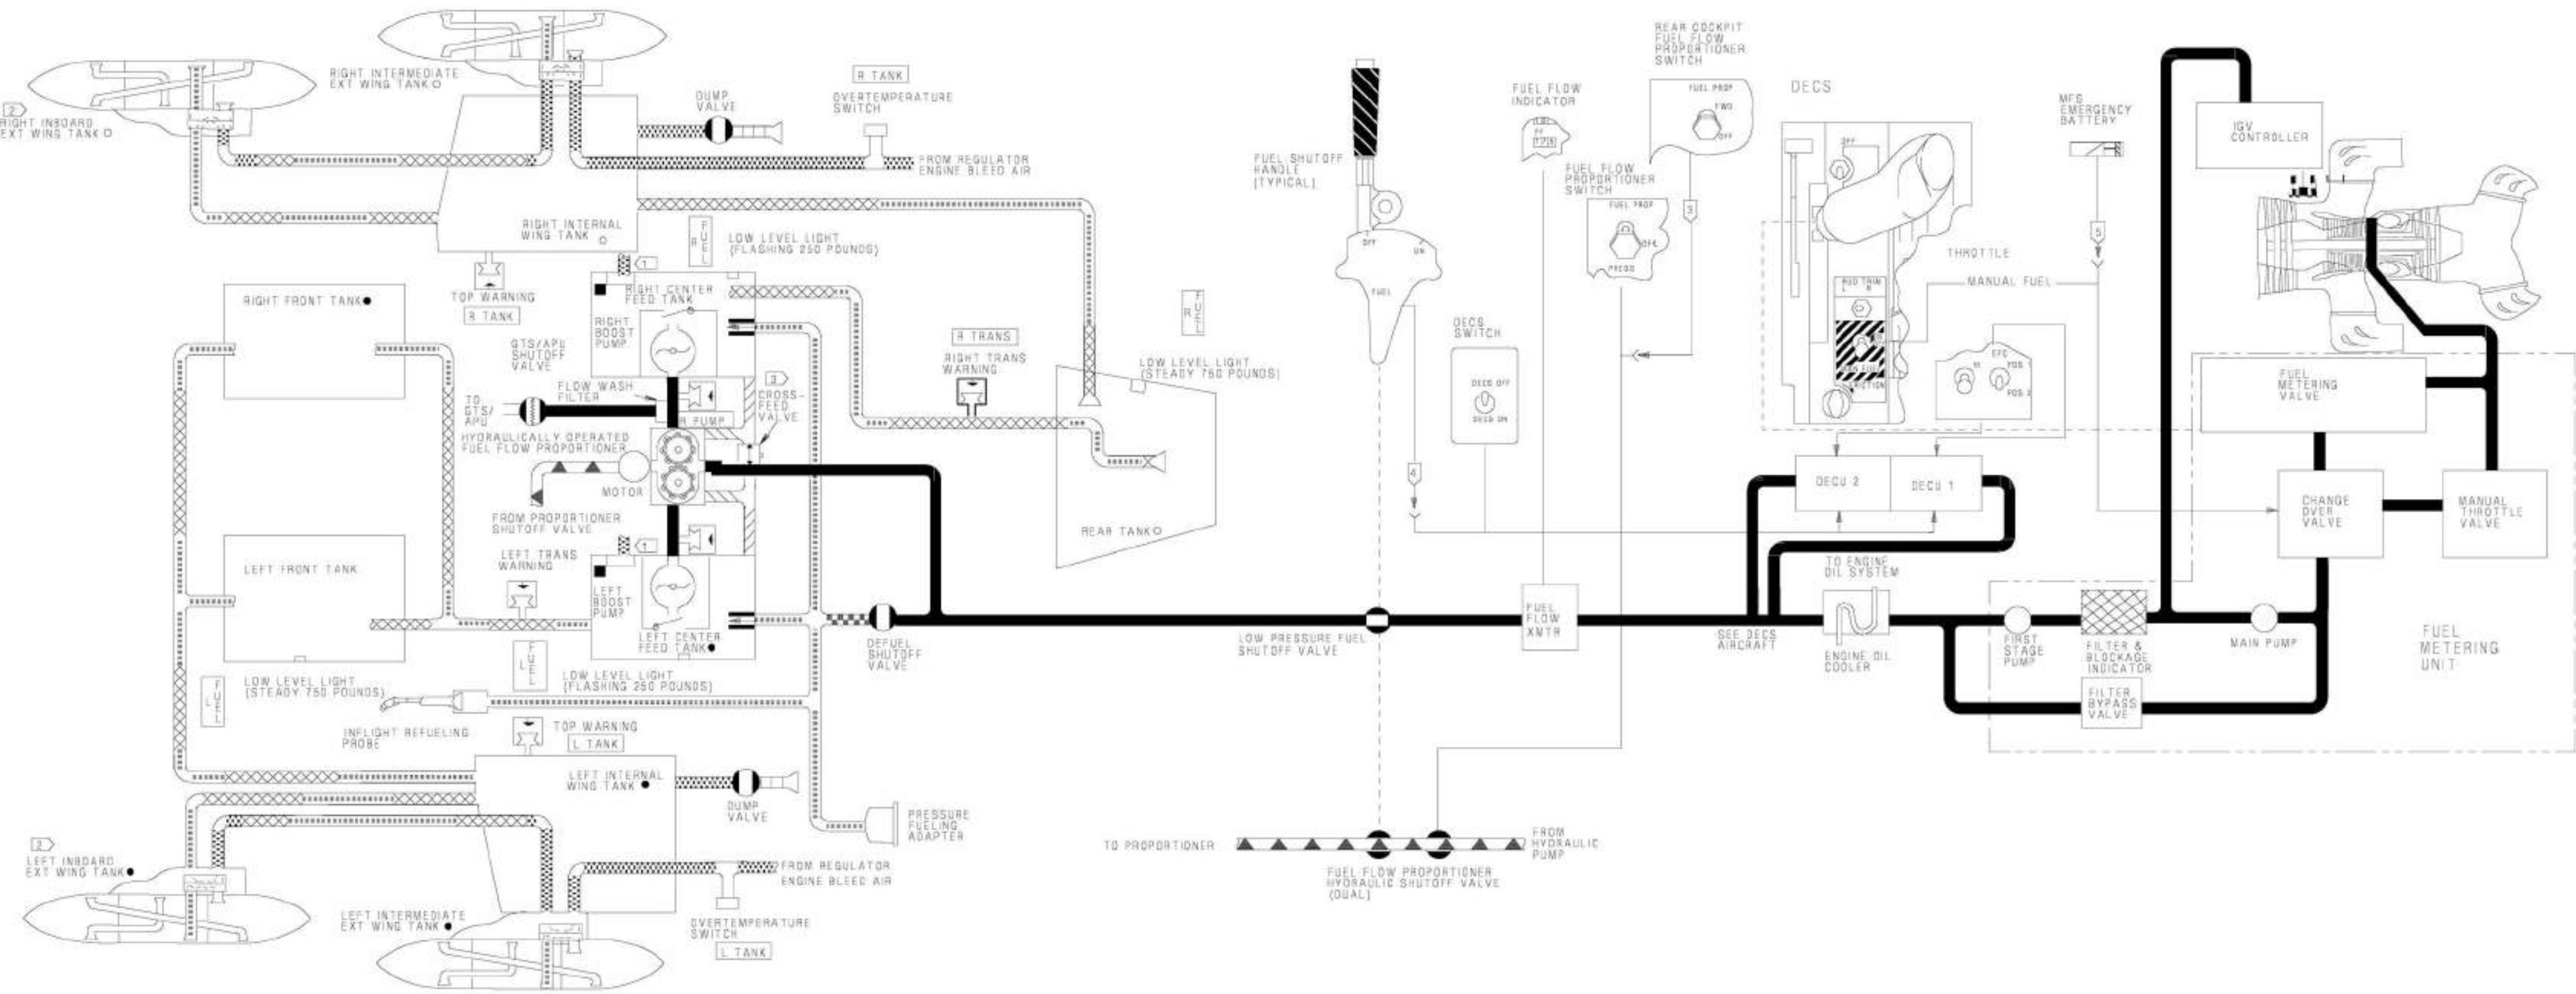 RIGHT INTERMEDIATE
EXT WING TANK
2
RIGHT INBOARD
EXT WING TANK
DUMP
VALVE
R TANK
OVERTEMPERATURE
SWITCH
FROM REGULATOR
ENGINE BLEED AIR
RIGHT INTERNAL
WING TANK
TOP WARNING
R TANK
R FUEL
LOW LEVEL LIGHT
(FLASHING 250 POUNDS)
1
RIGHT FRONT TANK
RIGHT CENTER
FEED TANK
RIGHT
BOOST
PUMP
GTS/APU
SHUTOFF
VALVE
FLOW WASH
FILTER
TO
GTS/
APU
R PUMP
3
CROSS-
FEED
VALVE
HYDRAULICALLY OPERATED
FUEL FLOW PROPORTIONER
MOTOR
FROM PROPORTIONER
SHUTOFF VALVE
R TRANS
RIGHT TRANS
WARNING
R FUEL
LOW LEVEL LIGHT
(STEADY 750 POUNDS)
REAR TANK
LEFT TRANS
WARNING
1
LEFT FRONT TANK
LEFT
BOOST
PUMP
LEFT CENTER
FEED TANK
L FUEL
LOW LEVEL LIGHT
(STEADY 750 POUNDS)
L FUEL
LOW LEVEL LIGHT
(FLASHING 250 POUNDS)
DEFUEL
SHUTOFF
VALVE
INFLIGHT REFUELING
PROBE
TOP WARNING
L TANK
LEFT INTERNAL
WING TANK
DUMP
VALVE
PRESSURE
FUELING
ADAPTER
2
LEFT INBOARD
EXT WING TANK
LEFT INTERMEDIATE
EXT WING TANK
FROM REGULATOR
ENGINE BLEED AIR
OVERTEMPERATURE
SWITCH
L TANK
FUEL SHUTOFF
HANDLE
(TYPICAL)
OFF
ON
FUEL
FUEL FLOW
INDICATOR
FF
REAR COCKPIT
FUEL FLOW
PROPORTIONER
SWITCH
FUEL PROP
FWD
OFF
FUEL FLOW
PROPORTIONER
SWITCH
FUEL PROP
3
DECS
SWITCH
DECS OFF
DECS ON
4
DECS
OFF
RUD TRIM
L R
THROTTLE
MANUAL FUEL
MFS
EMERGENCY
BATTERY
5
EFC
POS 1
POS 2
DECU 2
DECU 1
IGV
CONTROLLER
FUEL
METERING
VALVE
CHANGE
OVER
VALVE
MANUAL
THROTTLE
VALVE
LOW PRESSURE FUEL
SHUTOFF VALVE
FUEL
FLOW
XMTR
SEE DECS
AIRCRAFT
TO ENGINE
OIL SYSTEM
ENGINE OIL
COOLER
FIRST
STAGE
PUMP
FILTER &
BLOCKAGE
INDICATOR
FILTER
BYPASS
VALVE
MAIN PUMP
FUEL
METERING
UNIT
TO PROPORTIONER
FROM
HYDRAULIC
PUMP
FUEL FLOW PROPORTIONER
HYDRAULIC SHUTOFF VALVE
(DUAL)